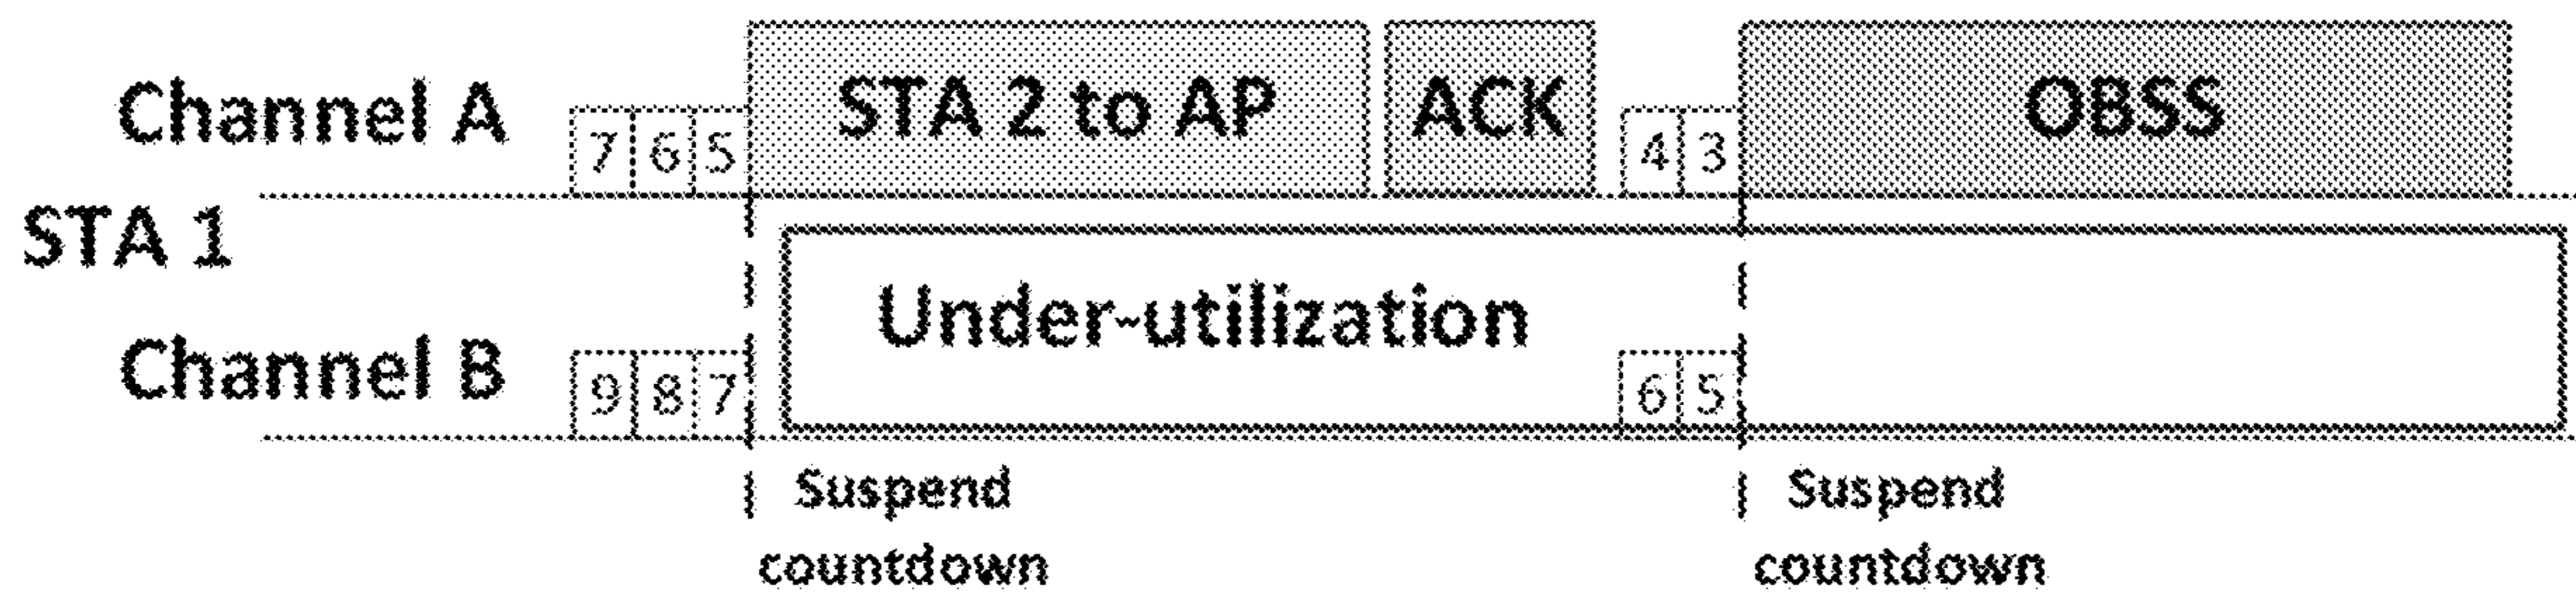 Channel A
7 6 5
STA 2 to AP
ACK
4 3
OBSS
STA 1
Under-utilization
Channel B
9 8 7
6 5
Suspend
countdown
Suspend
countdown